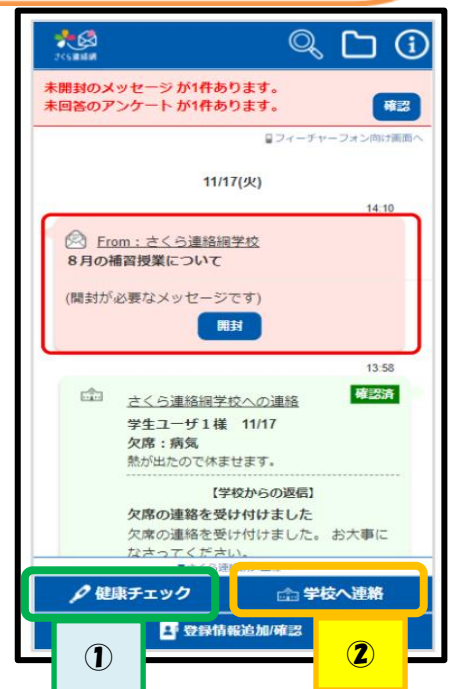 さくら連絡網
未開封のメッセージ が1件あります。
未回答のアンケート が1件あります。
確認
フィーチャーフォン向け画面へ
11/17(火)
14:10
From：さくら連絡網学校
８月の補習授業について
(開封が必要なメッセージです)
開封
13:58
さくら連絡網学校への連絡
確認済
学生ユーザ１様 11/17
欠席：病気
熱が出たので休ませます。
【学校からの返信】
欠席の連絡を受け付けました
欠席の連絡を受け付けました。 お大事に
なさってください。
健康チェック
学校へ連絡
登録情報追加/確認
①
②